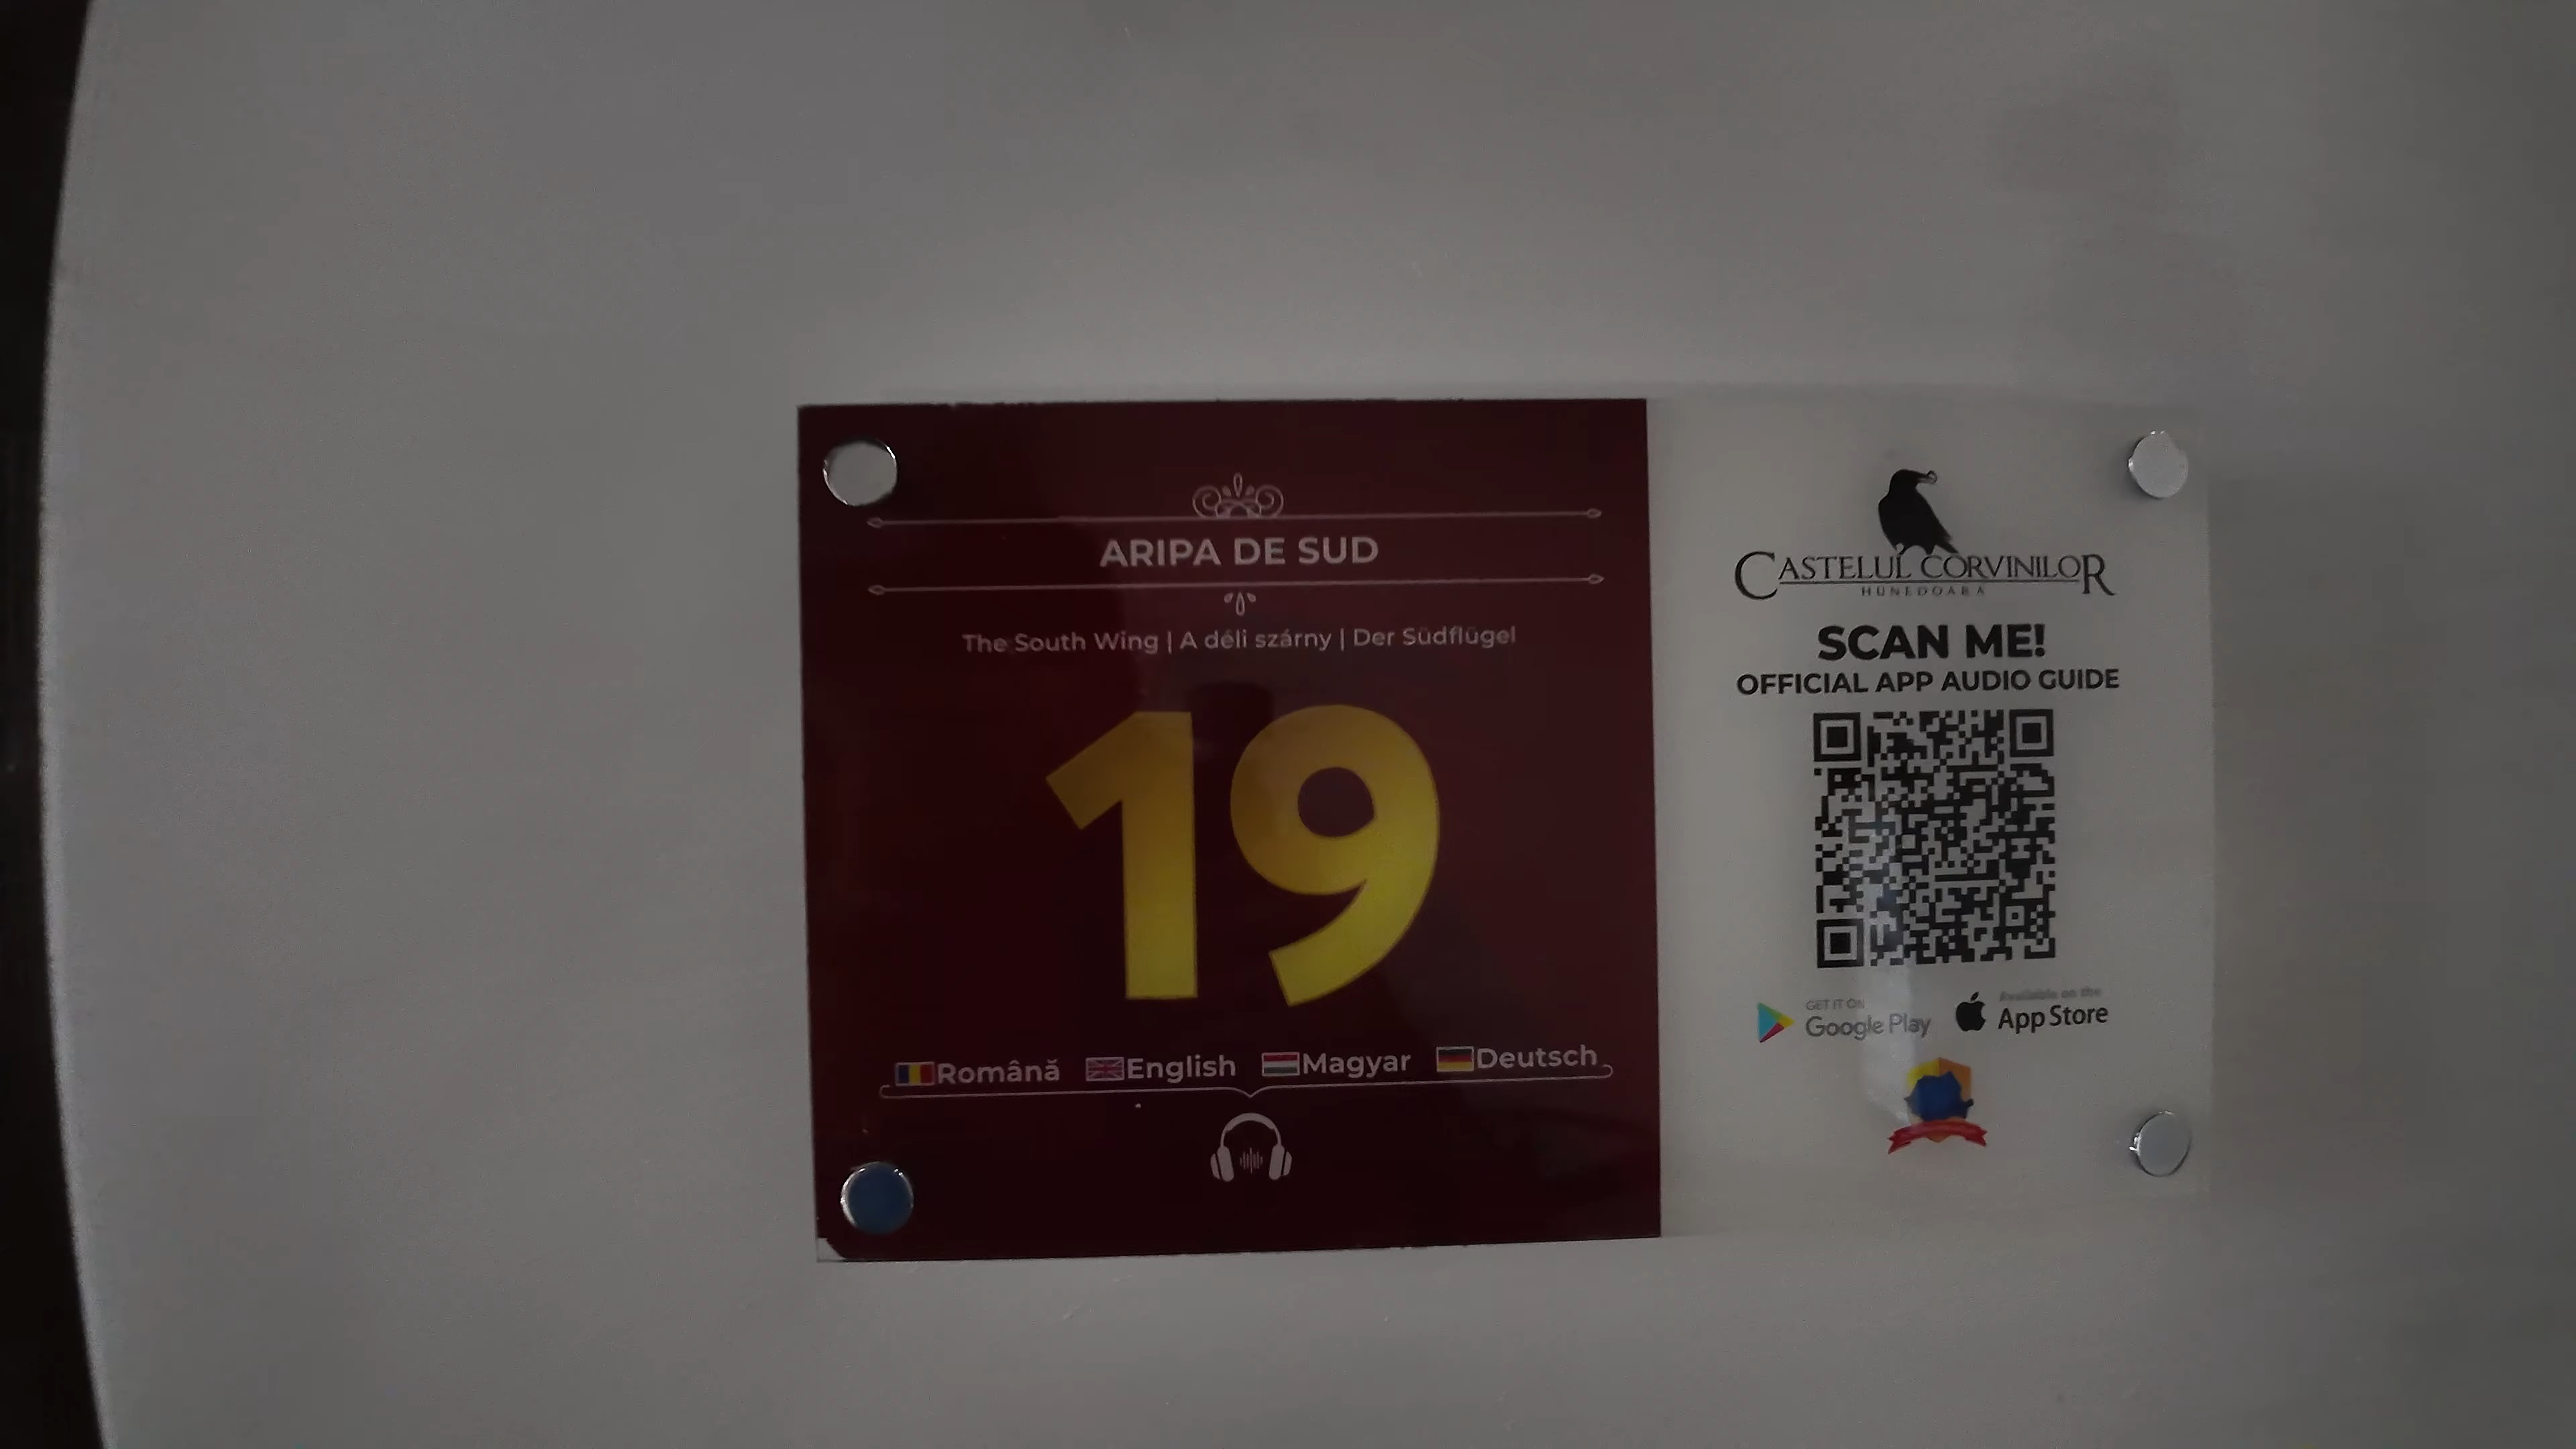 ARIPA DE SUD
The South Wing | A déli szárny | Der Südflügel
19
Română English Magyar Deutsch
CASTELUL CORVINILOR
HUNEDOARA
SCAN ME!
OFFICIAL APP AUDIO GUIDE
GET IT ON
Google Play
Available on the
App Store